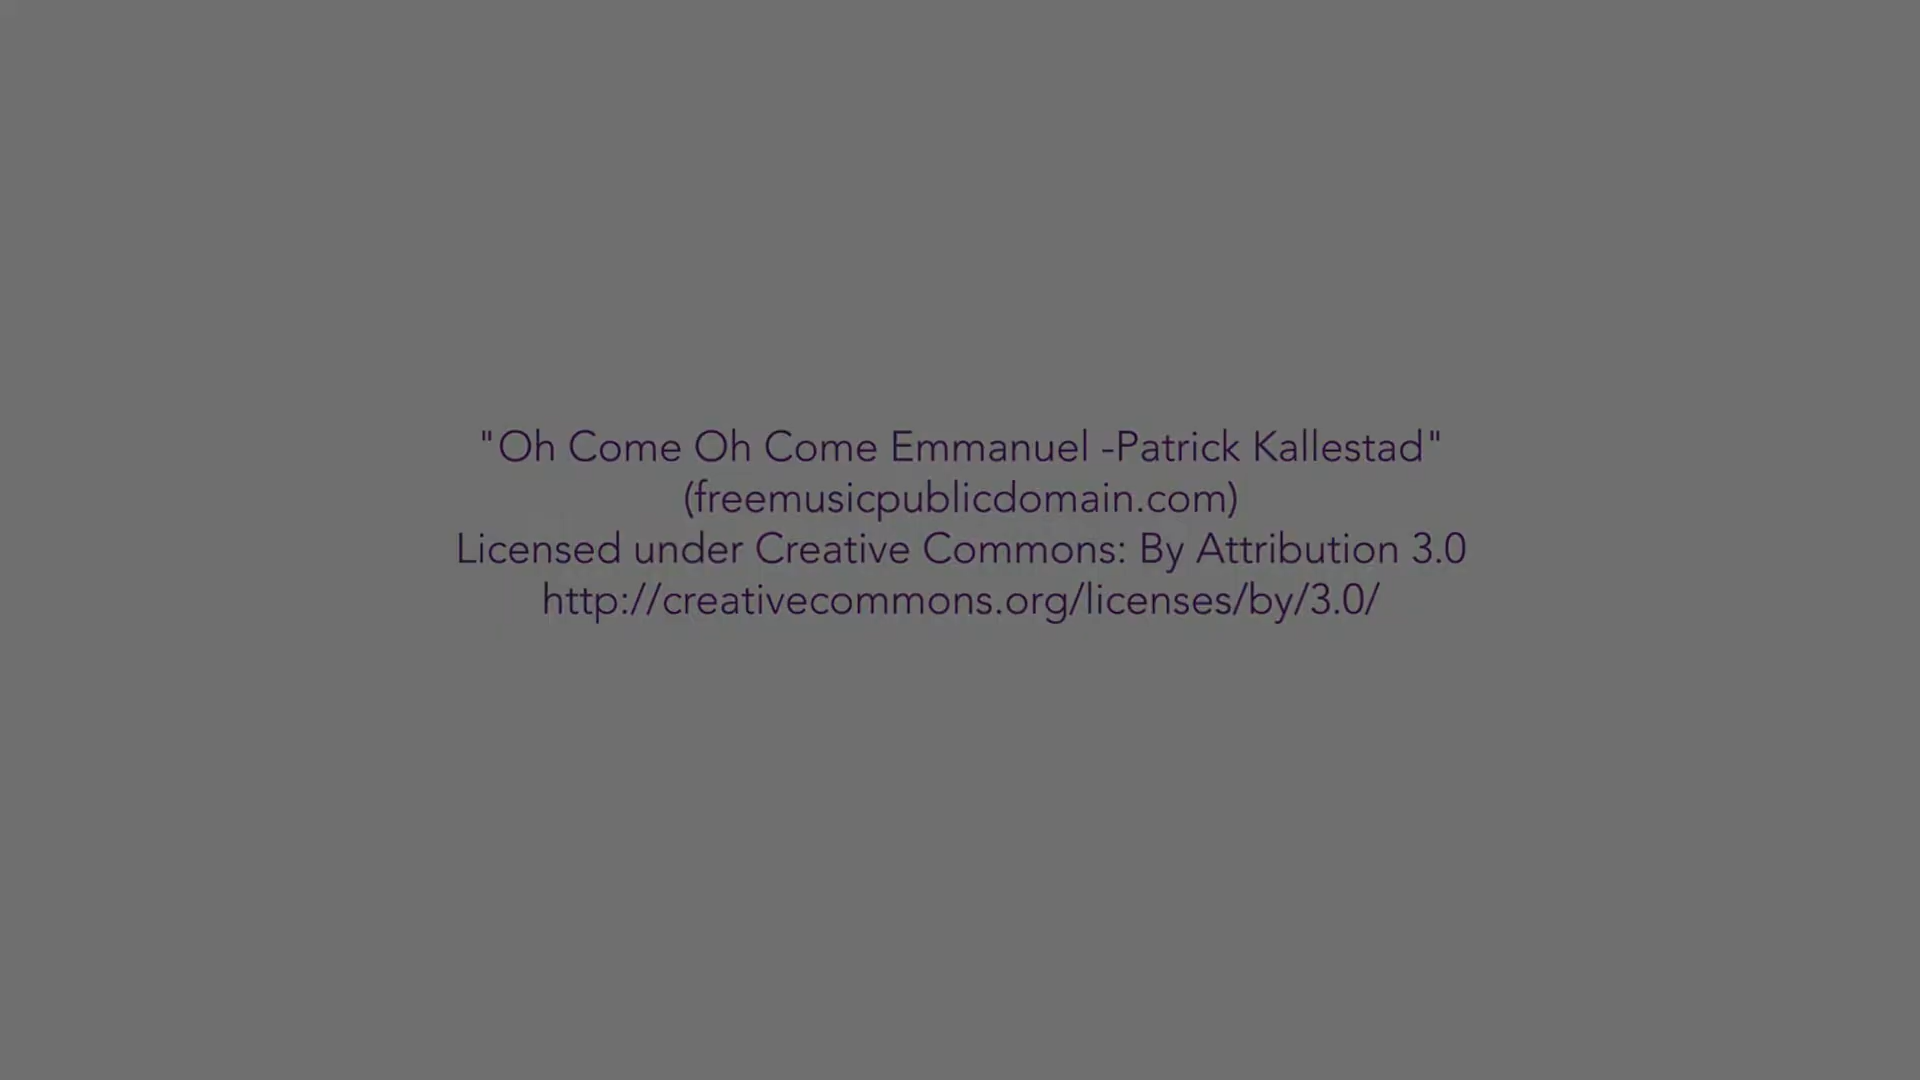 "Oh Come Oh Come Emmanuel -Patrick Kallestad"
(freemusicpublicdomain.com)
Licensed under Creative Commons: By Attribution 3.0
http://creativecommons.org/licenses/by/3.0/